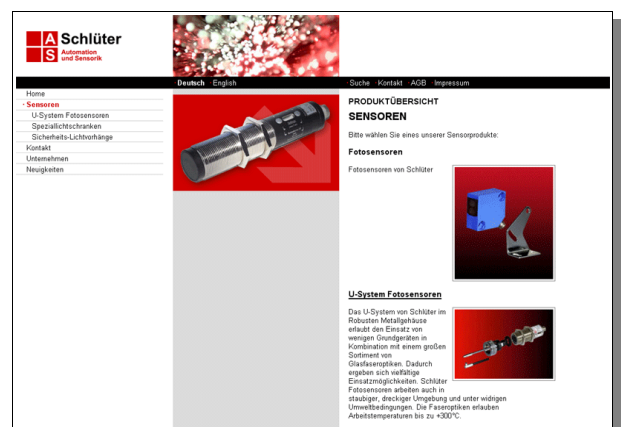 A S Schlüter
Automation
und Sensorik
Deutsch English
Suche Kontakt AGB Impressum
Home
Sensoren
U-System Fotosensoren
Speziallichtschranken
Sicherheits-Lichtvorhänge
Kontakt
Unternehmen
Neuigkeiten
PRODUKTÜBERSICHT
SENSOREN
Bitte wählen Sie eines unserer Sensorprodukte:
Fotosensoren
Fotosensoren von Schlüter
U-System Fotosensoren
Das U-System von Schlüter im
Robusten Metallgehäuse
erlaubt den Einsatz von
wenigen Grundgeräten in
Kombination mit einem großen
Sortiment von
Glasfaseroptiken. Dadurch
ergeben sich vielfältige
Einsatzmöglichkeiten. Schlüter
Fotosensoren arbeiten auch in
staubiger, dreckiger Umgebung und unter widrigen
Umweltbedingungen. Die Faseroptiken erlauben
Arbeitstemperaturen bis zu +300°C.